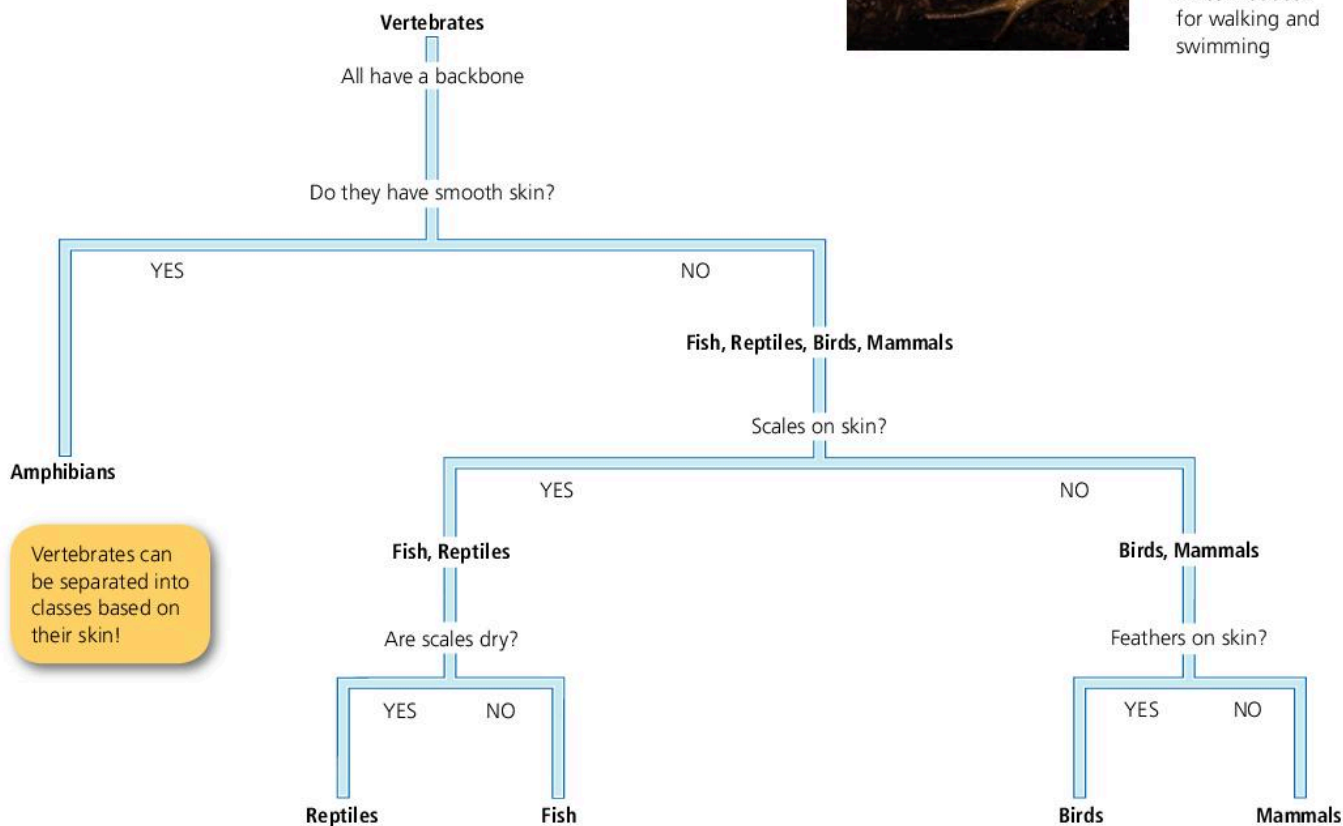 for walking and
swimming
Vertebrates
All have a backbone
Do they have smooth skin?
YES
NO
Fish, Reptiles, Birds, Mammals
Scales on skin?
Amphibians
YES
NO
Vertebrates can
be separated into
classes based on
their skin!
Fish, Reptiles
Birds, Mammals
Are scales dry?
Feathers on skin?
YES
NO
YES
NO
Reptiles
Fish
Birds
Mammals